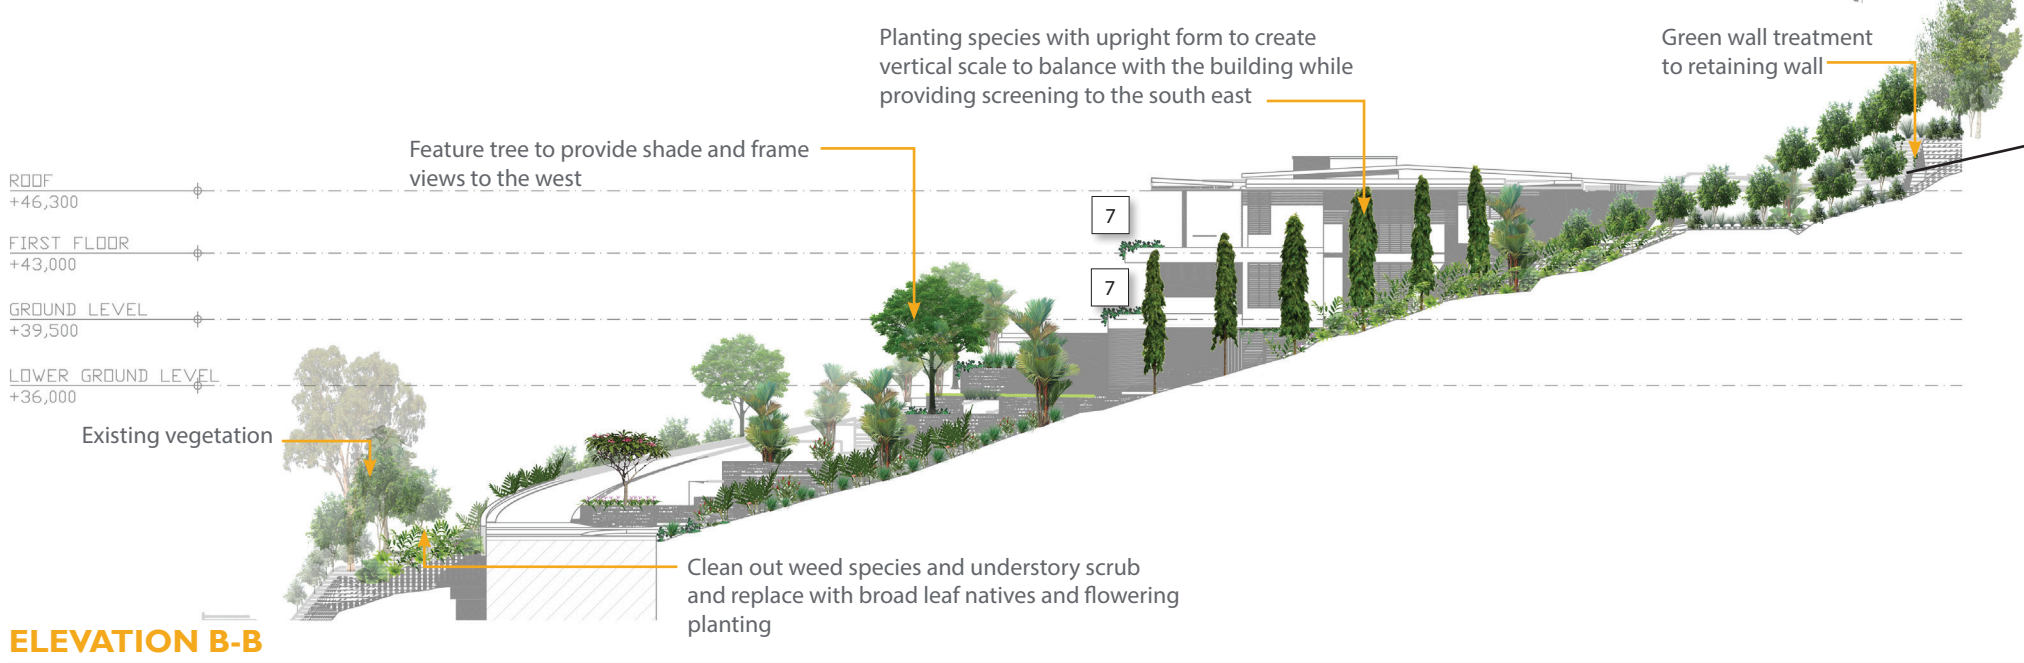 Planting species with upright form to create
vertical scale to balance with the building while
providing screening to the south east
Green wall treatment
to retaining wall
Feature tree to provide shade and frame
views to the west
ROOF
+46,300
7
FIRST FLOOR
+43,000
7
GROUND LEVEL
+39,500
LOWER GROUND LEVEL
+36,000
Existing vegetation
Clean out weed species and understory scrub
and replace with broad leaf natives and flowering
planting
ELEVATION B-B